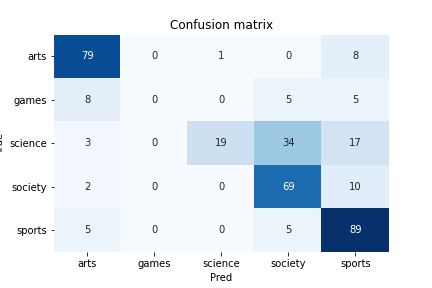 Confusion matrix
arts 79 0 1 0 8
games 8 0 0 5 5
science 3 0 19 34 17
society 2 0 0 69 10
sports 5 0 0 5 89
arts games science society sports
Pred